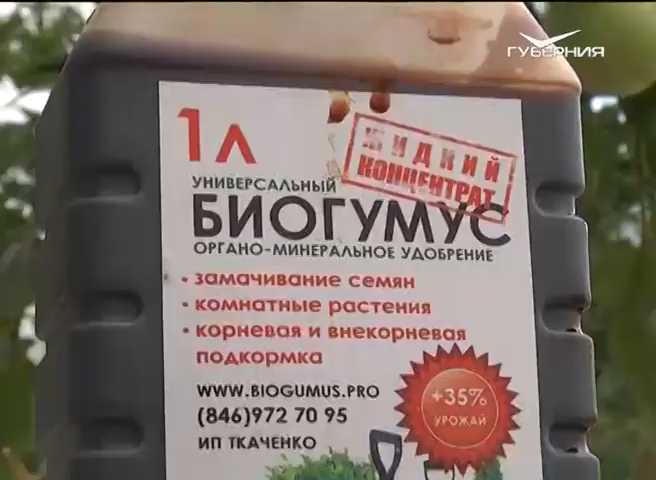 ГУБЕРНИЯ
1Л
ЖИДКИЙ
КОНЦЕНТРАТ
УНИВЕРСАЛЬНЫЙ
БИОГУМУС
ОРГАНО-МИНЕРАЛЬНОЕ УДОБРЕНИЕ
• ЗАМАЧИВАНИЕ СЕМЯН
• КОМНАТНЫЕ РАСТЕНИЯ
• КОРНЕВАЯ И ВНЕКОРНЕВАЯ
ПОДКОРМКА
WWW.BIOGUMUS.PRO
(846) 972 70 95
ИП ТКАЧЕНКО
+35%
УРОЖАЙ